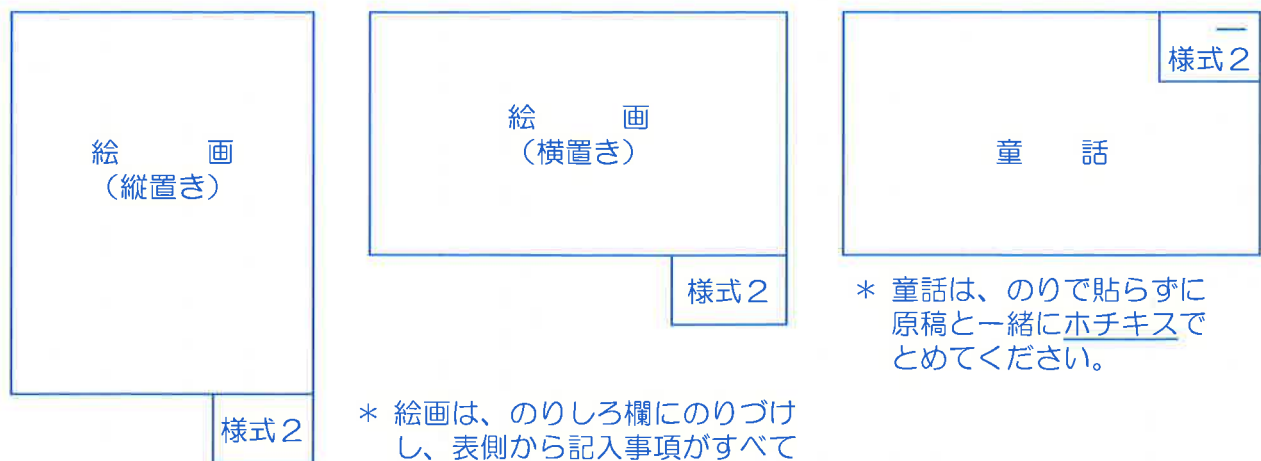 絵　画
（縦置き）
様式2
絵　画
（横置き）
様式2
＊ 絵画は、のりしろ欄にのりづけ
し、表側から記入事項がすべて
様式2
童　話
＊ 童話は、のりで貼らずに
原稿と一緒にホチキスで
とめてください。